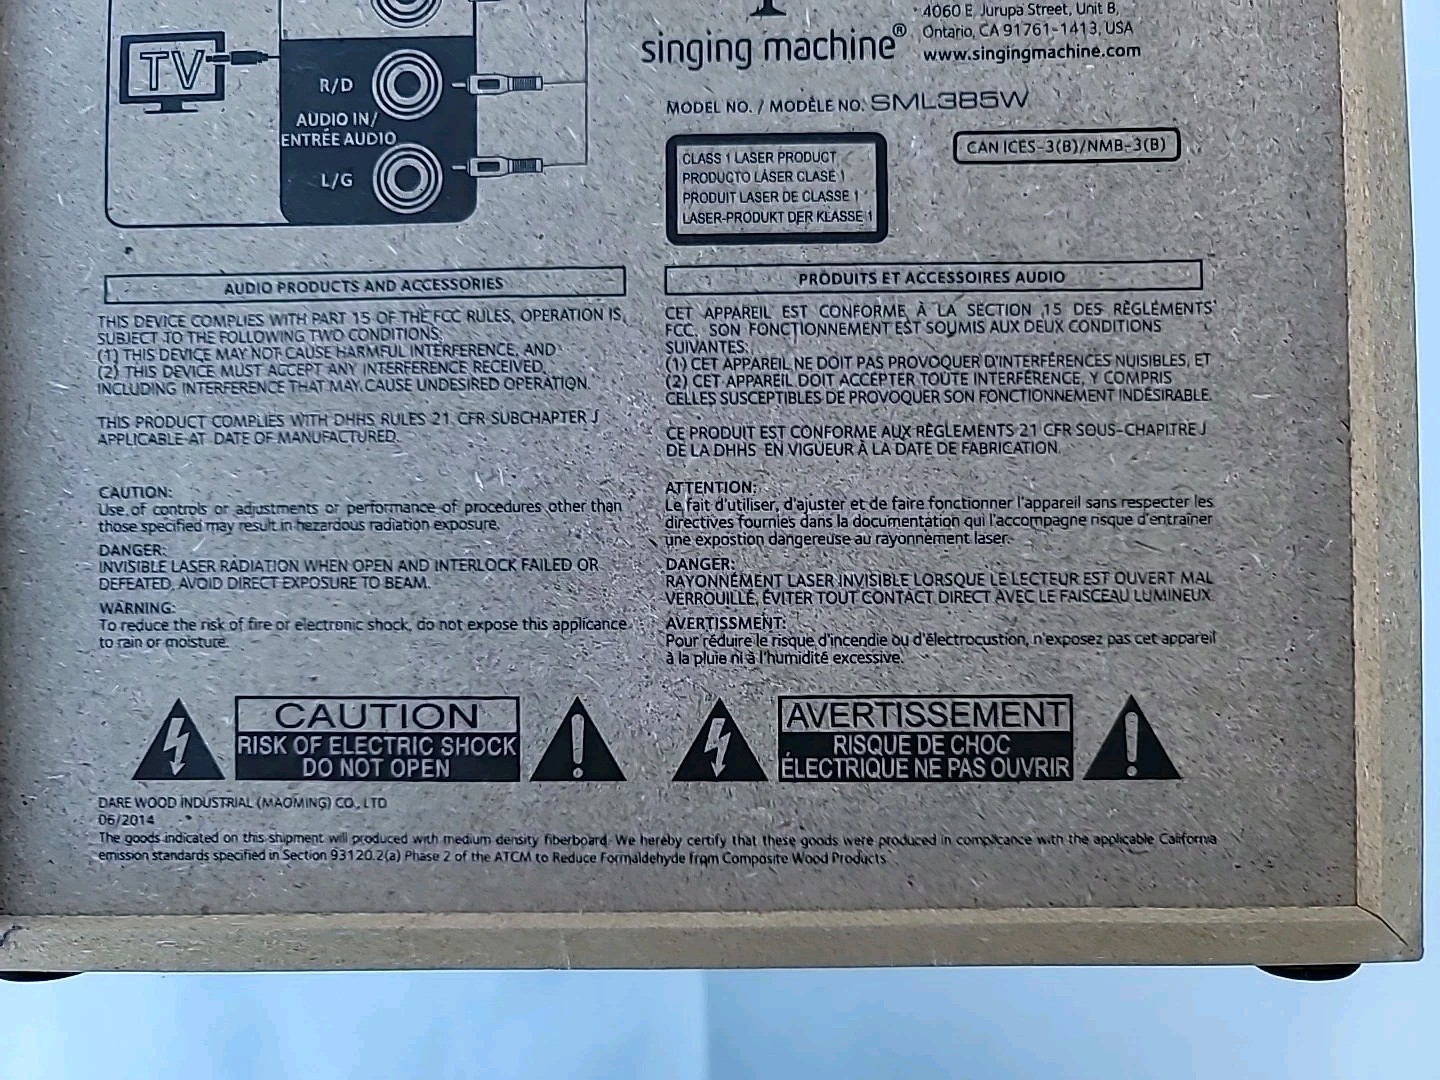 TV
R/D
AUDIO IN/
ENTRÉE AUDIO
L/G
4060 E. Jurupa Street, Unit B,
Ontario, CA 91761-1413, USA
singing machine®
www.singingmachine.com
MODEL NO. / MODÈLE NO. SML385W
CLASS 1 LASER PRODUCT
PRODUCTO LÁSER CLASE 1
PRODUIT LASER DE CLASSE 1
LASER-PRODUKT DER KLASSE 1
CAN ICES-3(B)/NMB-3(B)
AUDIO PRODUCTS AND ACCESSORIES
THIS DEVICE COMPLIES WITH PART 15 OF THE FCC RULES, OPERATION IS,
SUBJECT TO THE FOLLOWING TWO CONDITIONS:
(1) THIS DEVICE MAY NOT CAUSE HARMFUL INTERFERENCE, AND
(2) THIS DEVICE MUST ACCEPT ANY INTERFERENCE RECEIVED,
INCLUDING INTERFERENCE THAT MAY CAUSE UNDESIRED OPERATION.
THIS PRODUCT COMPLIES WITH DHHS RULES 21 CFR SUBCHAPTER J
APPLICABLE AT DATE OF MANUFACTURED.
CAUTION:
Use of controls or adjustments or performance of procedures other than
those specified may result in hezardous radiation exposure.
DANGER:
INVISIBLE LASER RADIATION WHEN OPEN AND INTERLOCK FAILED OR
DEFEATED, AVOID DIRECT EXPOSURE TO BEAM.
WARNING:
To reduce the risk of fire or electronic shock, do not expose this applicance
to rain or moisture.
PRODUITS ET ACCESSOIRES AUDIO
CET APPAREIL EST CONFORME À LA SECTION 15 DES RÈGLEMENTS
FCC. SON FONCTIONNEMENT EST SOUMIS AUX DEUX CONDITIONS
SUIVANTES:
(1) CET APPAREIL NE DOIT PAS PROVOQUER D'INTERFÉRENCES NUISIBLES, ET
(2) CET APPAREIL DOIT ACCEPTER TOUTE INTERFÉRENCE, Y COMPRIS
CELLES SUSCEPTIBLES DE PROVOQUER SON FONCTIONNEMENT INDÉSIRABLE.
CE PRODUIT EST CONFORME AUX RÈGLEMENTS 21 CFR SOUS-CHAPITRE J
DE LA DHHS EN VIGUEUR À LA DATE DE FABRICATION.
ATTENTION:
Le fait d'utiliser, d'ajuster et de faire fonctionner l'appareil sans respecter les
directives fournies dans la documentation qui l'accompagne risque d'entraîner
une expostion dangereuse au rayonnement laser.
DANGER:
RAYONNEMENT LASER INVISIBLE LORSQUE LE LECTEUR EST OUVERT MAL
VERROUILLÉ, ÉVITER TOUT CONTACT DIRECT AVEC LE FAISCEAU LUMINEUX.
AVERTISSMENT:
Pour réduire le risque d'incendie ou d'électrocustion, n'exposez pas cet appareil
à la pluie ni à l'humidité excessive.
CAUTION
RISK OF ELECTRIC SHOCK
DO NOT OPEN
AVERTISSEMENT
RISQUE DE CHOC
ÉLECTRIQUE NE PAS OUVRIR
DARE WOOD INDUSTRIAL (MAOMING) CO., LTD
06/2014
The goods indicated on this shipment will produced with medium density fiberboard. We hereby certify that these goods were produced in complicance with the applicable California
emission standards specified in Section 93120.2(a) Phase 2 of the ATCM to Reduce Formaldehyde from Composite Wood Products